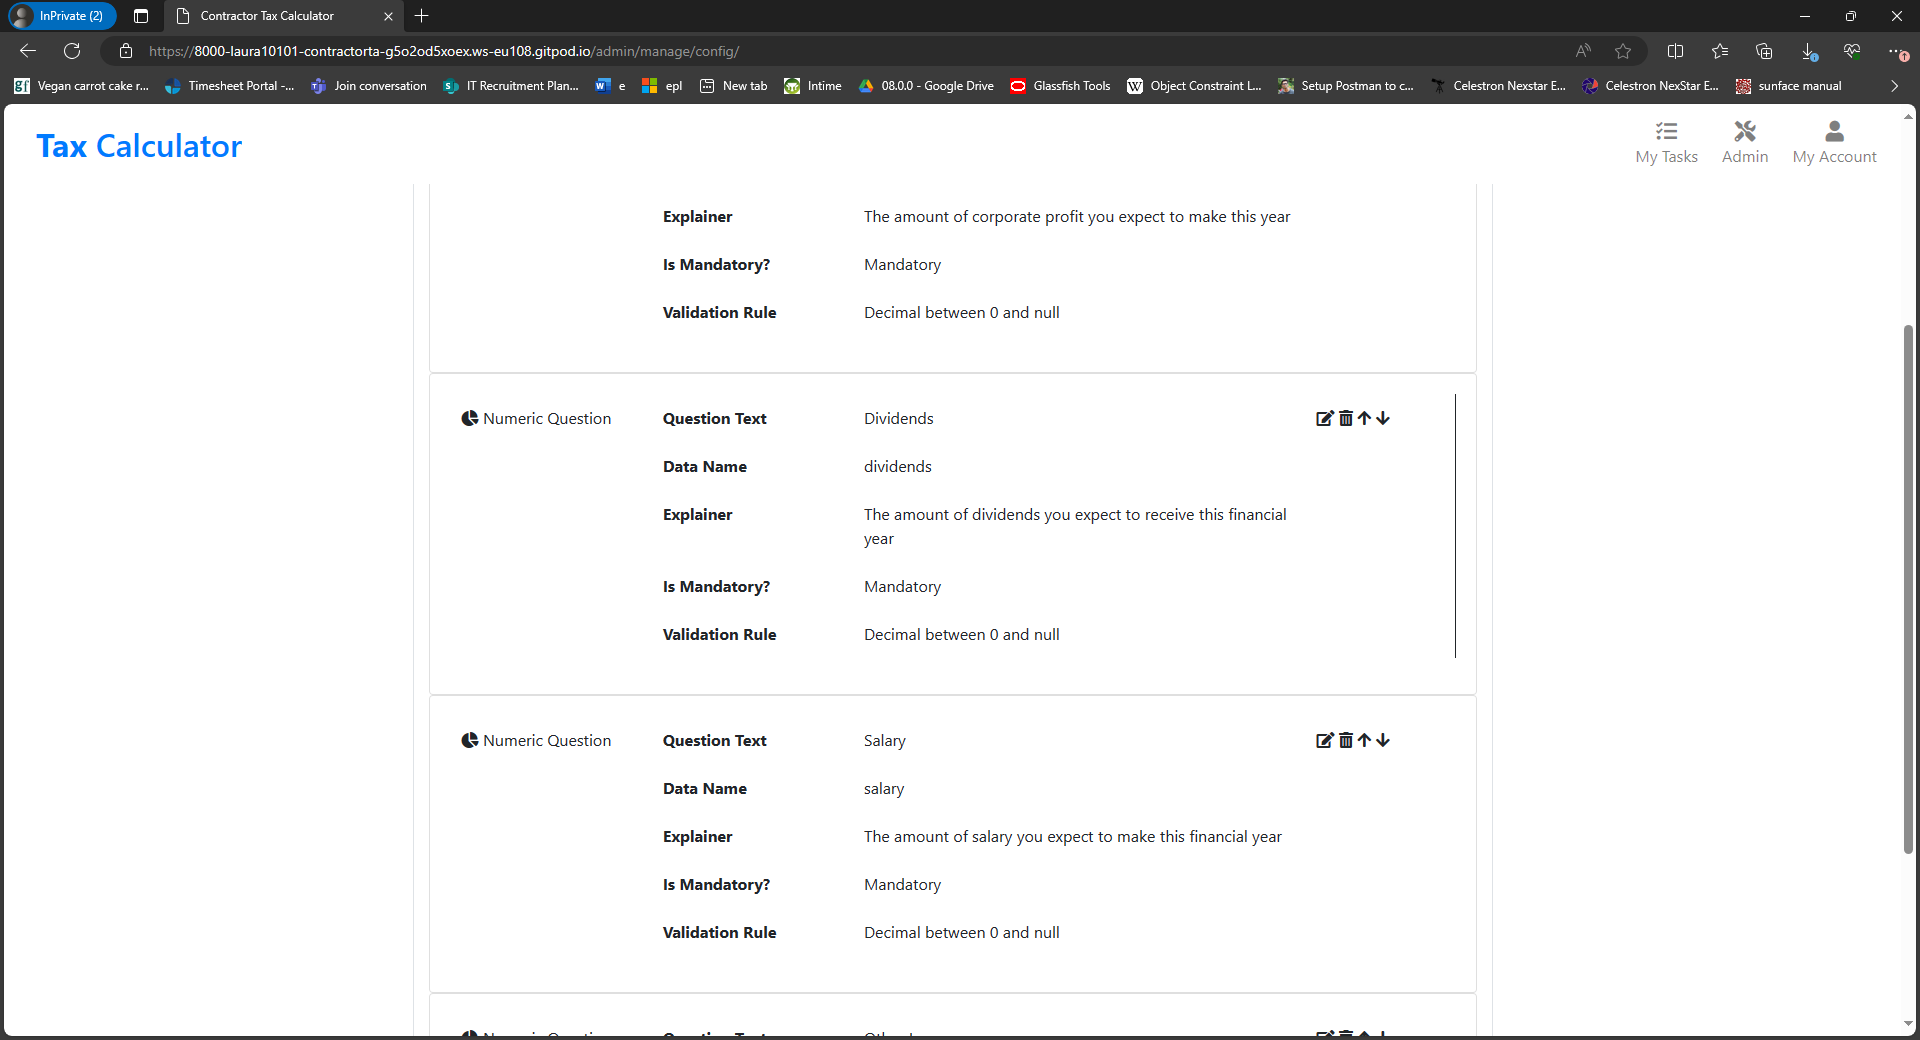 InPrivate (2)
Contractor Tax Calculator
https://8000-laura10101-contractorta-g5o2od5xoex.ws-eu108.gitpod.io/admin/manage/config/
Vegan carrot cake r... Timesheet Portal -... Join conversation IT Recruitment Plan... e epl New tab Intime 08.0.0 - Google Drive Glassfish Tools Object Constraint L... Setup Postman to c... Celestron Nexstar E... Celestron NexStar E... sunface manual
Tax Calculator
My Tasks Admin My Account
Explainer The amount of corporate profit you expect to make this year
Is Mandatory? Mandatory
Validation Rule Decimal between 0 and null
Numeric Question Question Text Dividends
Data Name dividends
Explainer The amount of dividends you expect to receive this financial
year
Is Mandatory? Mandatory
Validation Rule Decimal between 0 and null
Numeric Question Question Text Salary
Data Name salary
Explainer The amount of salary you expect to make this financial year
Is Mandatory? Mandatory
Validation Rule Decimal between 0 and null
Numeric Question Question Text